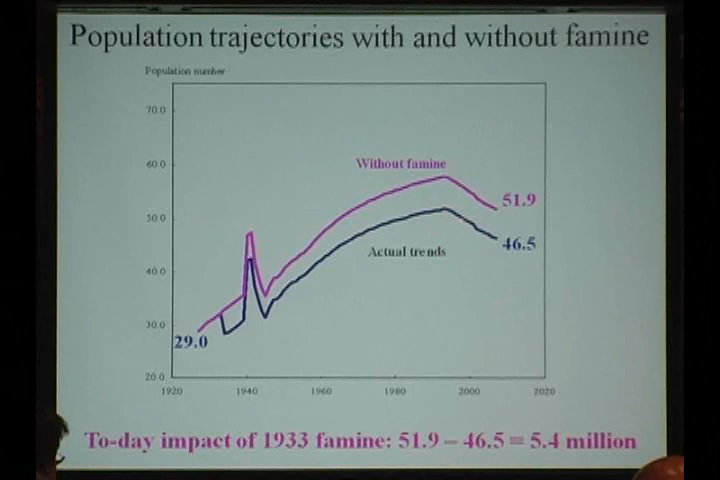 Population trajectories with and without famine
Population number
70.0
60.0
50.0
40.0
30.0
20.0
Without famine
51.9
Actual trends
46.5
29.0
1920 1940 1960 1980 2000 2020
To-day impact of 1933 famine: 51.9 – 46.5 = 5.4 million